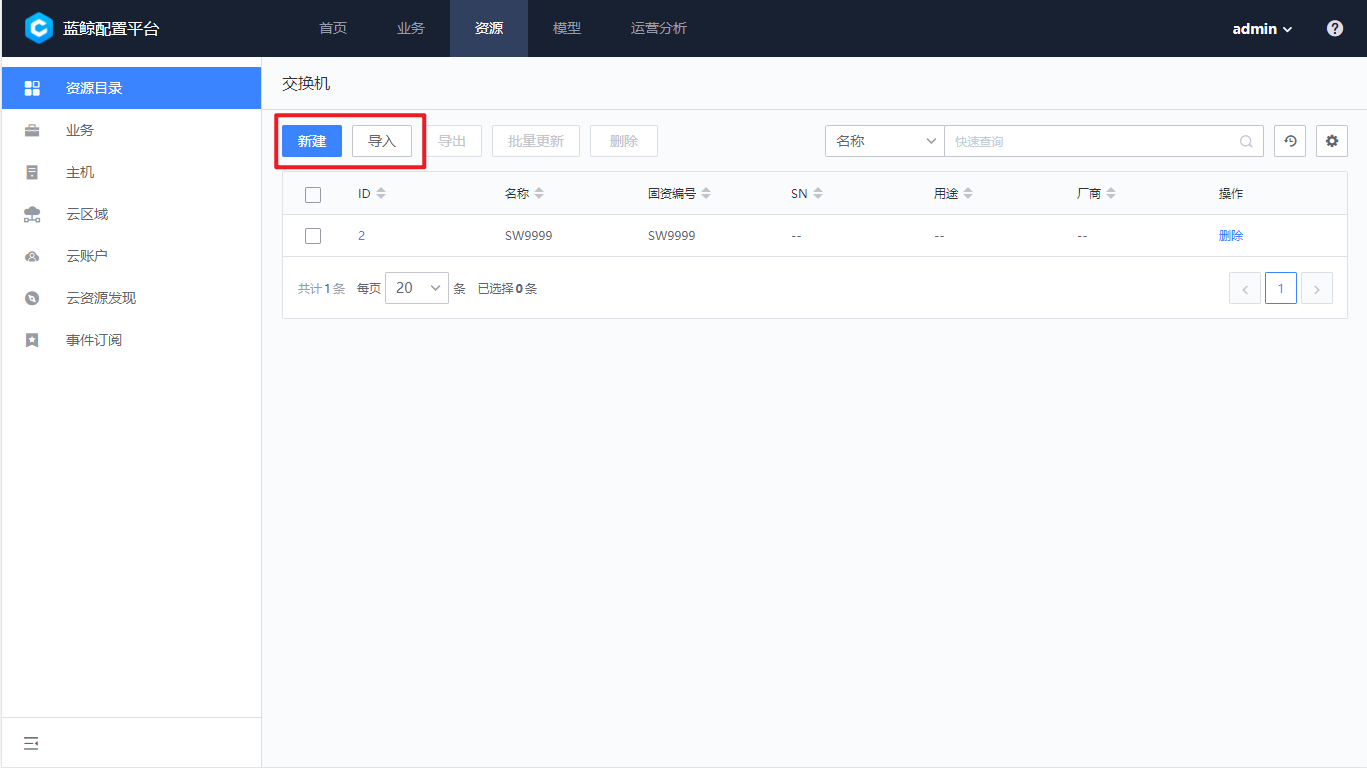 蓝鲸配置平台 首页 业务 资源 模型 运营分析 admin
资源目录
业务
主机
云区域
云账户
云资源发现
事件订阅
交换机
新建 导入 导出 批量更新 删除 名称 快速查询
ID 名称 固资编号 SN 用途 厂商 操作
2 SW9999 SW9999 -- -- -- 删除
共计1条 每页 20 条 已选择0条 1